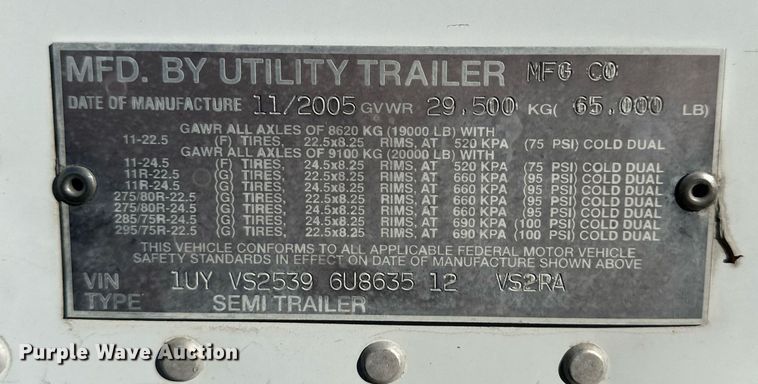 MFD. BY UTILITY TRAILER MFG CO
DATE OF MANUFACTURE 11/2005 GVWR 29.500 KG( 65.000 LB)
GAWR ALL AXLES OF 8620 KG (19000 LB) WITH
11-22.5 (F) TIRES, 22.5x8.25 RIMS, AT 520 KPA (75 PSI) COLD DUAL
GAWR ALL AXLES OF 9100 KG (20000 LB) WITH
11-24.5 (F) TIRES, 24.5x8.25 RIMS, AT 520 KPA (75 PSI) COLD DUAL
11R-22.5 (G) TIRES, 22.5x8.25 RIMS, AT 660 KPA (95 PSI) COLD DUAL
11R-24.5 (G) TIRES, 24.5x8.25 RIMS, AT 660 KPA (95 PSI) COLD DUAL
275/80R-22.5 (G) TIRES, 22.5x8.25 RIMS, AT 660 KPA (95 PSI) COLD DUAL
275/80R-24.5 (G) TIRES, 24.5x8.25 RIMS, AT 660 KPA (95 PSI) COLD DUAL
285/75R-24.5 (G) TIRES, 24.5x8.25 RIMS, AT 690 KPA (100 PSI) COLD DUAL
295/75R-22.5 (G) TIRES, 22.5x8.25 RIMS, AT 690 KPA (100 PSI) COLD DUAL
THIS VEHICLE CONFORMS TO ALL APPLICABLE FEDERAL MOTOR VEHICLE
SAFETY STANDARDS IN EFFECT ON DATE OF MANUFACTURE SHOWN ABOVE
VIN 1UY VS2539 6U8635 12 VS2RA
TYPE SEMI TRAILER
Purple Wave Auction